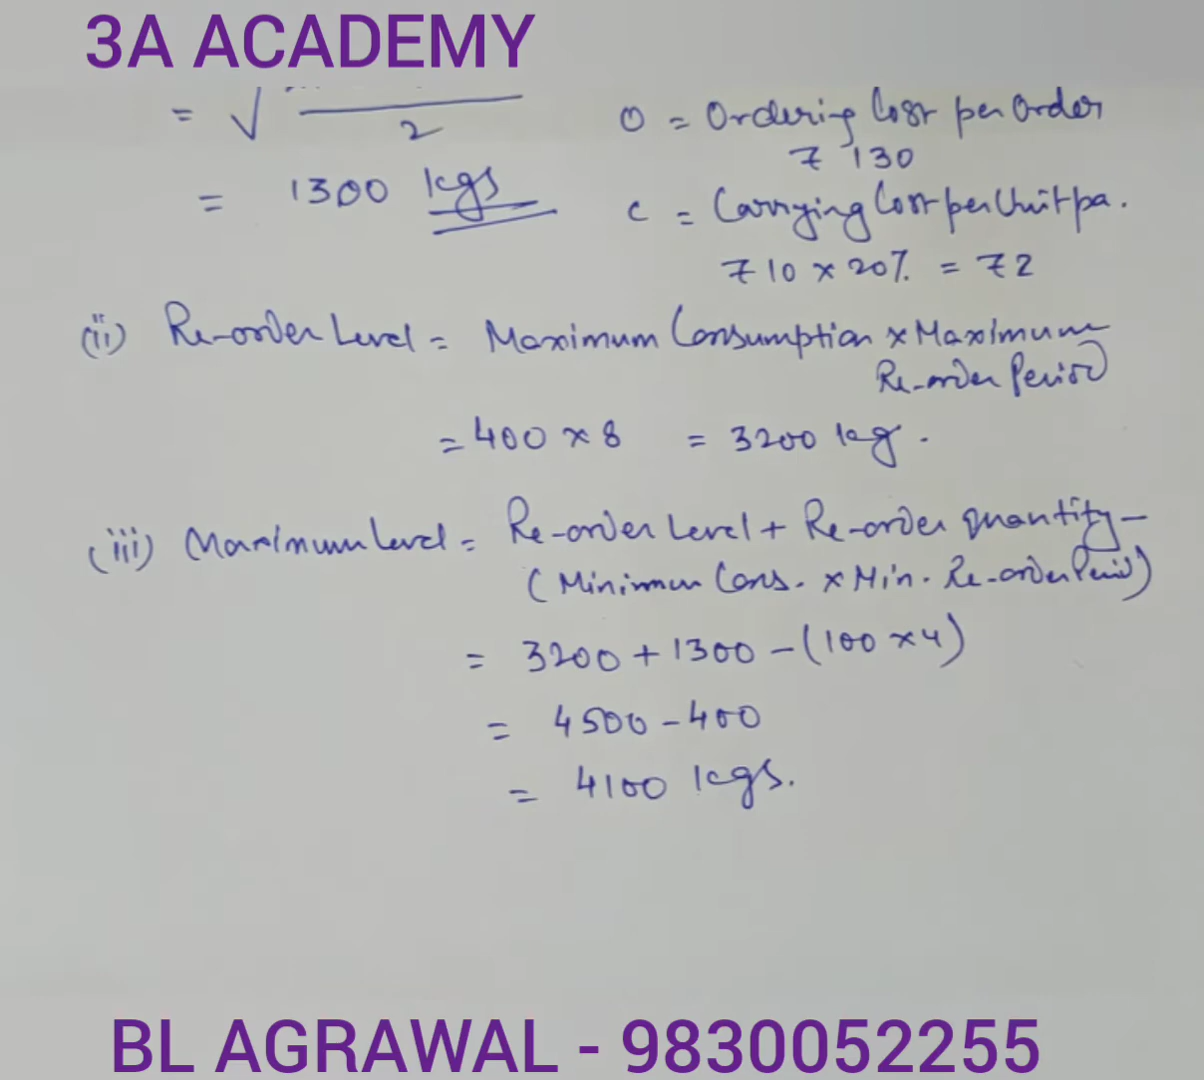 3A ACADEMY
= √ 2
O = Ordering Cost per Order
₹ 130
= 1300 kgs
C = Carrying Cost per Unit pa.
₹ 10 × 20% = ₹ 2
(ii) Re-order Level = Maximum Consumption × Maximum
Re-order Period
= 400 × 8 = 3200 kg.
(iii) Maximum Level = Re-order Level + Re-order quantity –
(Minimum Cons. × Min. Re-order Period)
= 3200 + 1300 – (100 × 4)
= 4500 – 400
= 4100 kgs.
BL AGRAWAL - 9830052255